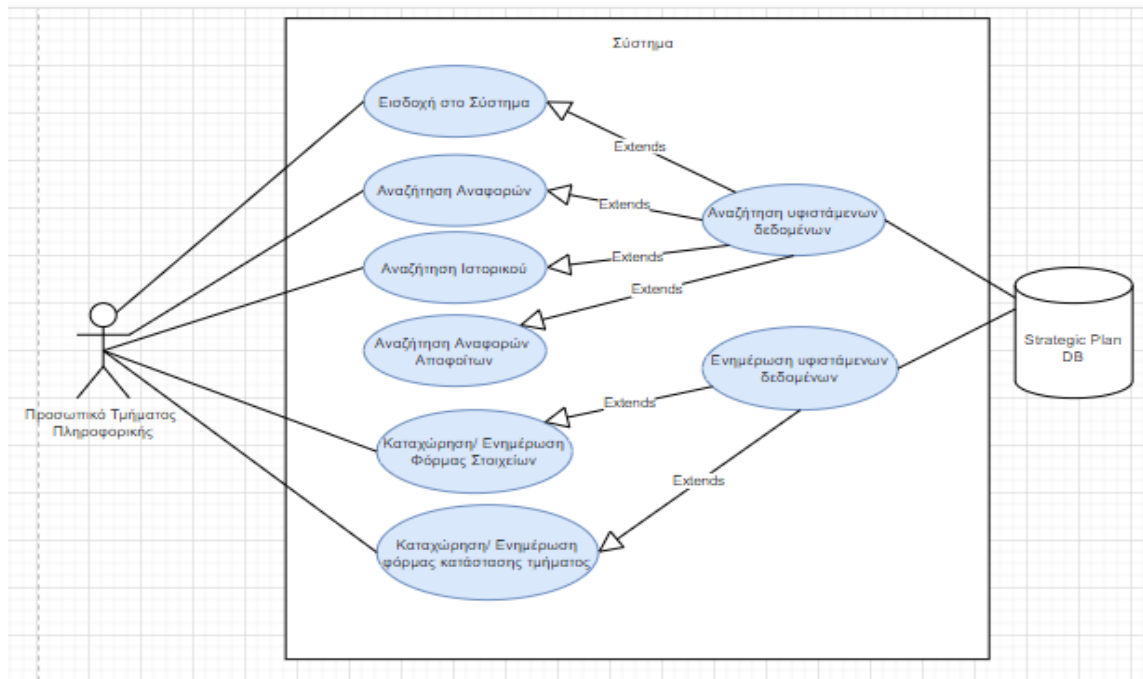 Σύστημα
Εισδοχή στο Σύστημα
Extends
Αναζήτηση Αναφορών
Extends
Αναζήτηση υφιστάμενων
δεδομένων
Αναζήτηση Ιστορικού
Extends
Extends
Αναζήτηση Αναφορών
Αποφοίτων
Ενημέρωση υφιστάμενων
δεδομένων
Strategic Plan
DB
Προσωπικό Τμήματος
Πληροφορικής
Extends
Καταχώρηση/ Ενημέρωση
Φόρμας Στοιχείων
Extends
Καταχώρηση/ Ενημέρωση
φόρμας κατάστασης τμήματος